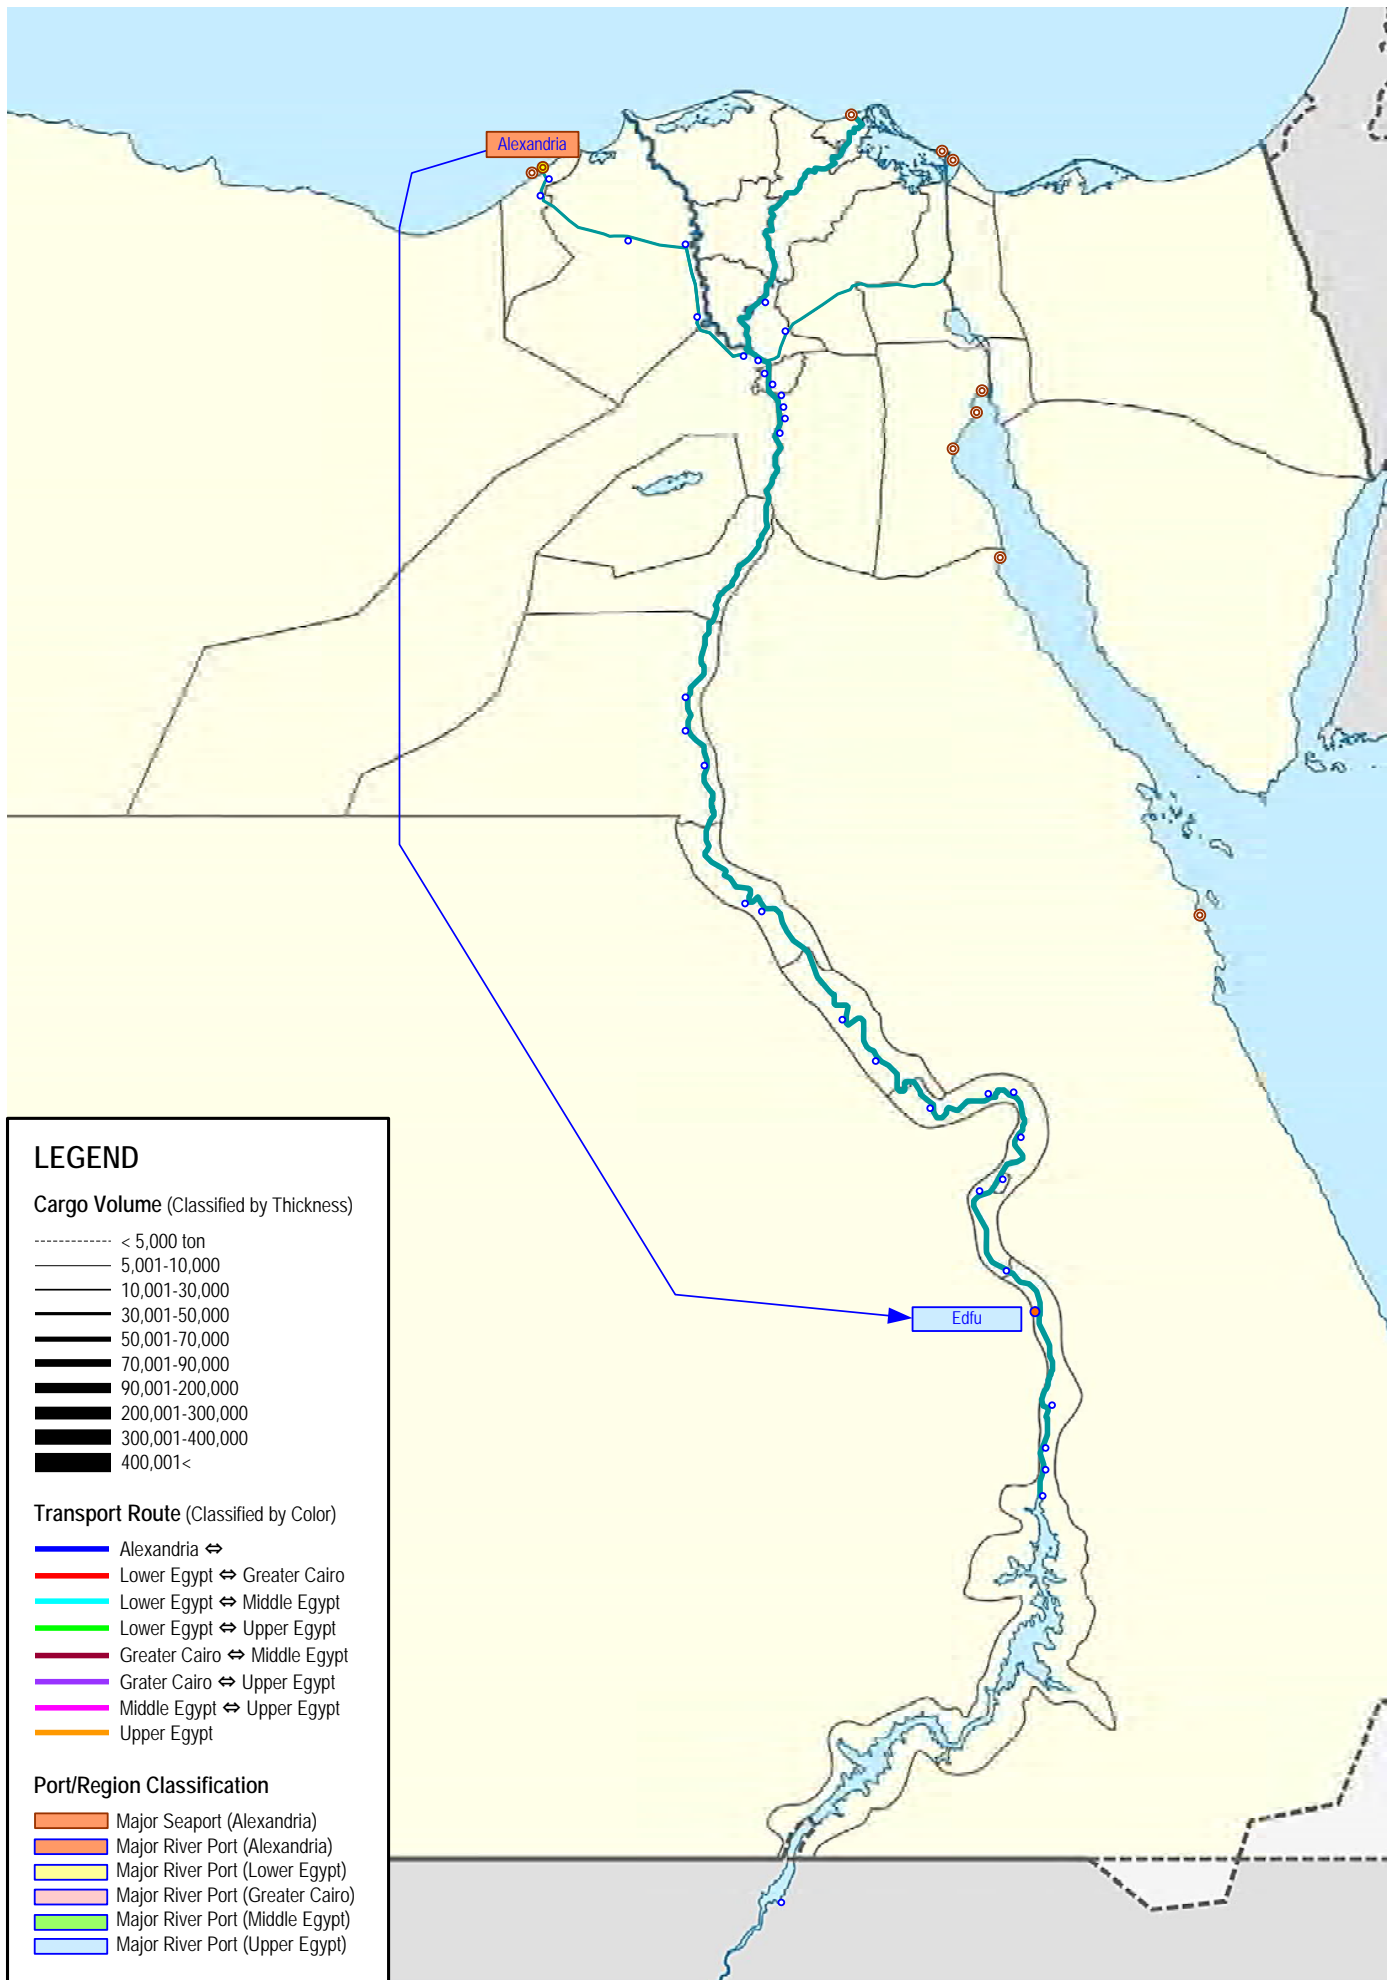 Alexandria
Edfu
LEGEND
Cargo Volume (Classified by Thickness)
< 5,000 ton
5,001-10,000
10,001-30,000
30,001-50,000
50,001-70,000
70,001-90,000
90,001-200,000
200,001-300,000
300,001-400,000
400,001<
Transport Route (Classified by Color)
Alexandria ⇔
Lower Egypt ⇔ Greater Cairo
Lower Egypt ⇔ Middle Egypt
Lower Egypt ⇔ Upper Egypt
Greater Cairo ⇔ Middle Egypt
Grater Cairo ⇔ Upper Egypt
Middle Egypt ⇔ Upper Egypt
Upper Egypt
Port/Region Classification
Major Seaport (Alexandria)
Major River Port (Alexandria)
Major River Port (Lower Egypt)
Major River Port (Greater Cairo)
Major River Port (Middle Egypt)
Major River Port (Upper Egypt)